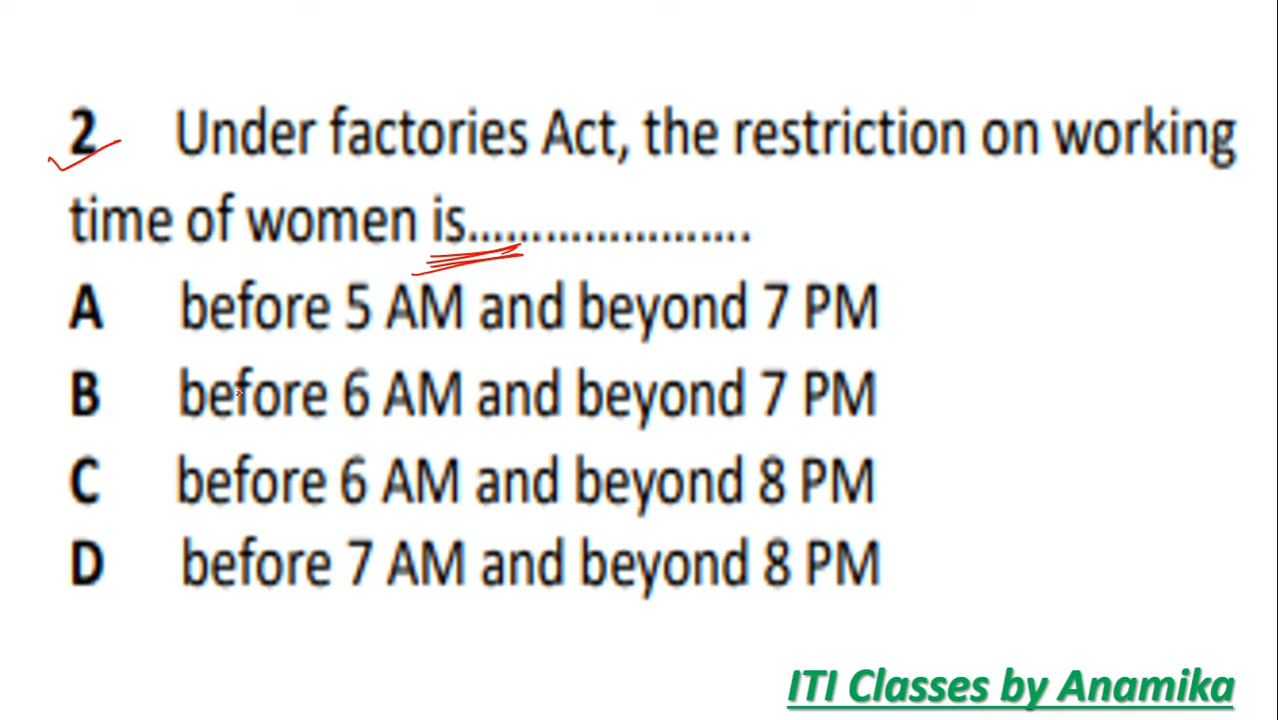 2 Under factories Act, the restriction on working
time of women is......................
A before 5 AM and beyond 7 PM
B before 6 AM and beyond 7 PM
C before 6 AM and beyond 8 PM
D before 7 AM and beyond 8 PM
ITI Classes by Anamika